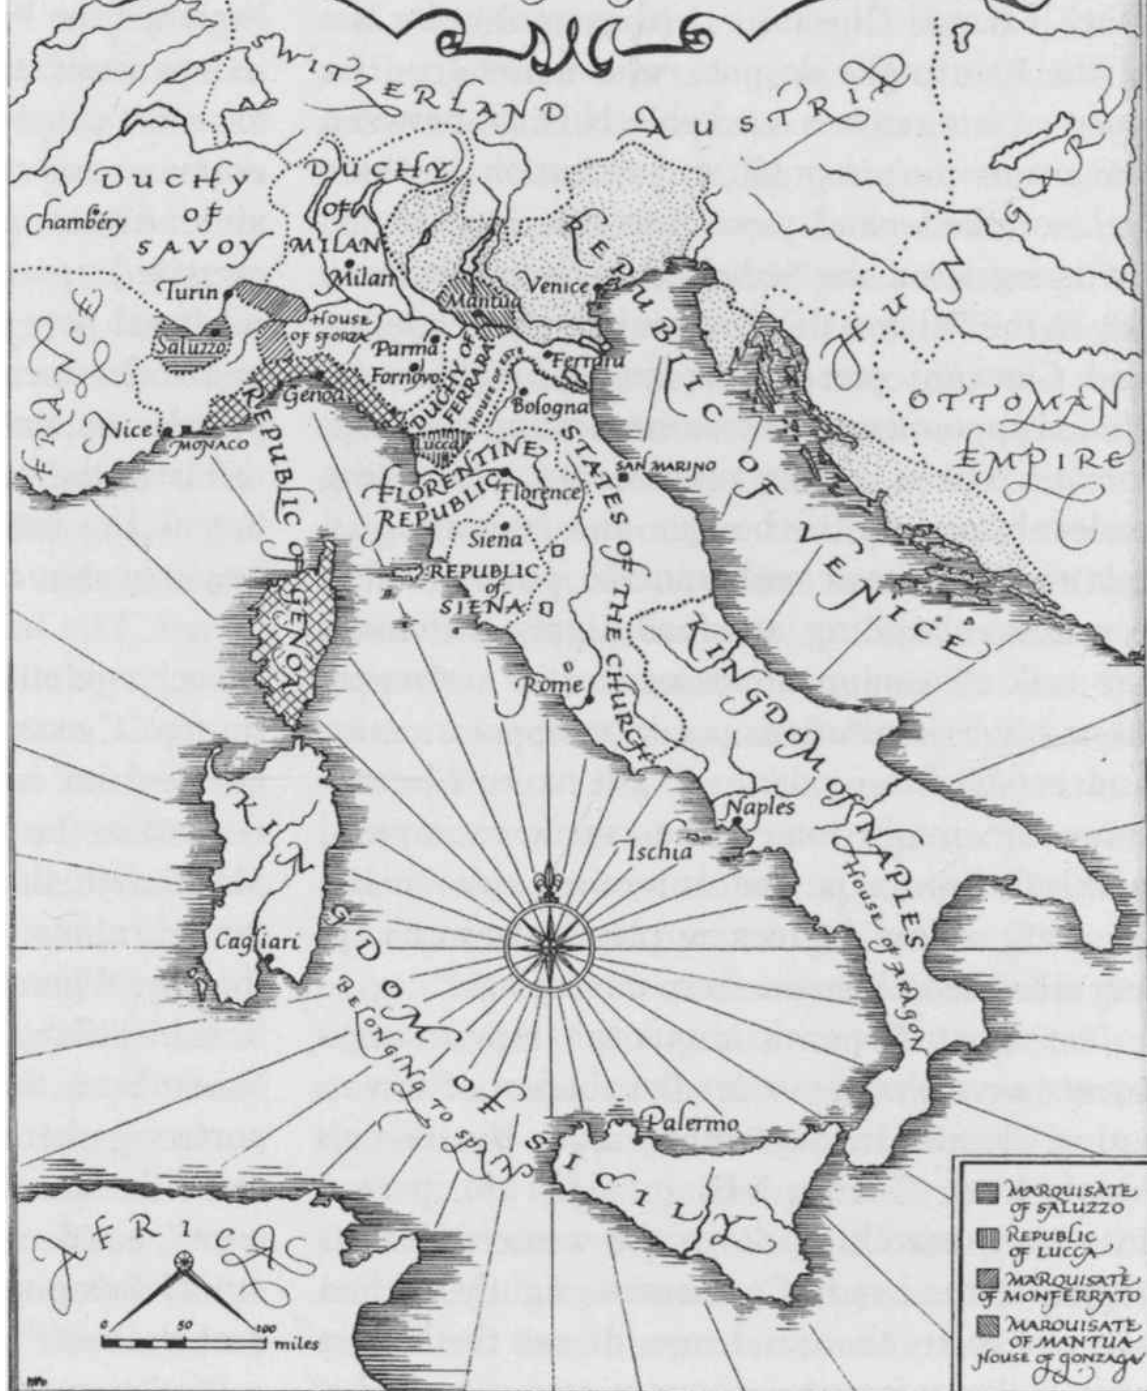 SWITZERLAND
AUSTRIA
HUNGARY
DUCHY
OF
SAVOY
Chambéry
DUCHY
OF
MILAN
Milan
REPUBLIC OF VENICE
Venice
Turin
HOUSE
OF SFORZA
Mantua
FRANCE
Saluzzo
Parma
Fornovo
DUCHY OF
FERRARA
HOUSE OF ESTE
Ferrara
Bologna
Genoa
Nice
MONACO
REPUBLIC OF GENOA
Lucca
FLORENTINE
REPUBLIC
Florence
SAN MARINO
OTTOMAN
EMPIRE
STATES OF THE CHURCH
Siena
REPUBLIC
of
SIENA
Rome
KINGDOM OF NAPLES
House of ARAGON
Naples
Ischia
KINGDOM OF SICILY
BELONGING TO SPAIN
Cagliari
Palermo
AFRICA
0 50 100
miles
MARQUISATE
OF SALUZZO
REPUBLIC
OF LUCCA
MARQUISATE
OF MONFERRATO
MARQUISATE
OF MANTUA
HOUSE OF GONZAGA